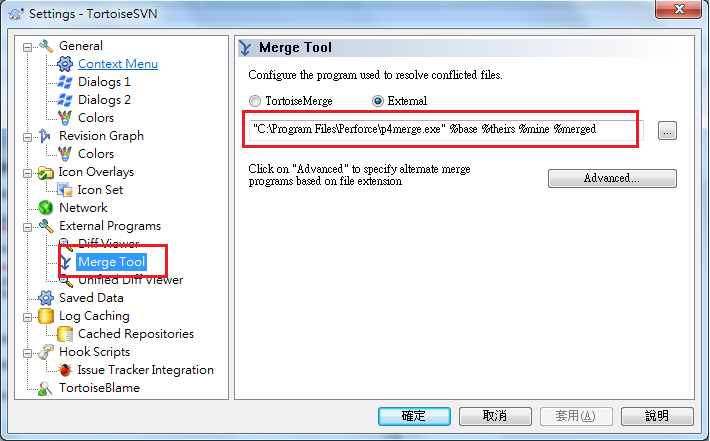 Settings - TortoiseSVN
General
Context Menu
Dialogs 1
Dialogs 2
Colors
Revision Graph
Colors
Icon Overlays
Icon Set
Network
External Programs
Diff Viewer
Merge Tool
Unified Diff Viewer
Saved Data
Log Caching
Cached Repositories
Hook Scripts
Issue Tracker Integration
TortoiseBlame
Merge Tool
Configure the program used to resolve conflicted files.
TortoiseMerge
External
"C:\Program Files\Perforce\p4merge.exe" %base %theirs %mine %merged
...
Click on "Advanced" to specify alternate merge
programs based on file extension
Advanced...
確定
取消
套用(A)
說明